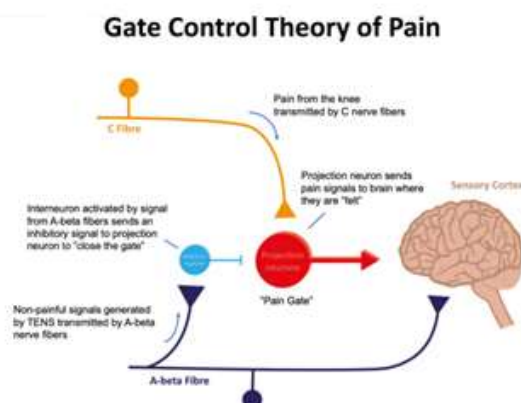 Gate Control Theory of Pain
Pain from the knee
transmitted by C nerve fibers
C Fibre
Projection neuron sends
pain signals to brain where
they are "felt"
Sensory Cortex
Interneuron activated by signal
from A-beta fibers sends an
inhibitory signal to projection
neuron to "close the gate"
Projection
"Pain Gate"
Non-painful signals generated
by TENS transmitted by A-beta
nerve fibers
A-beta Fibre